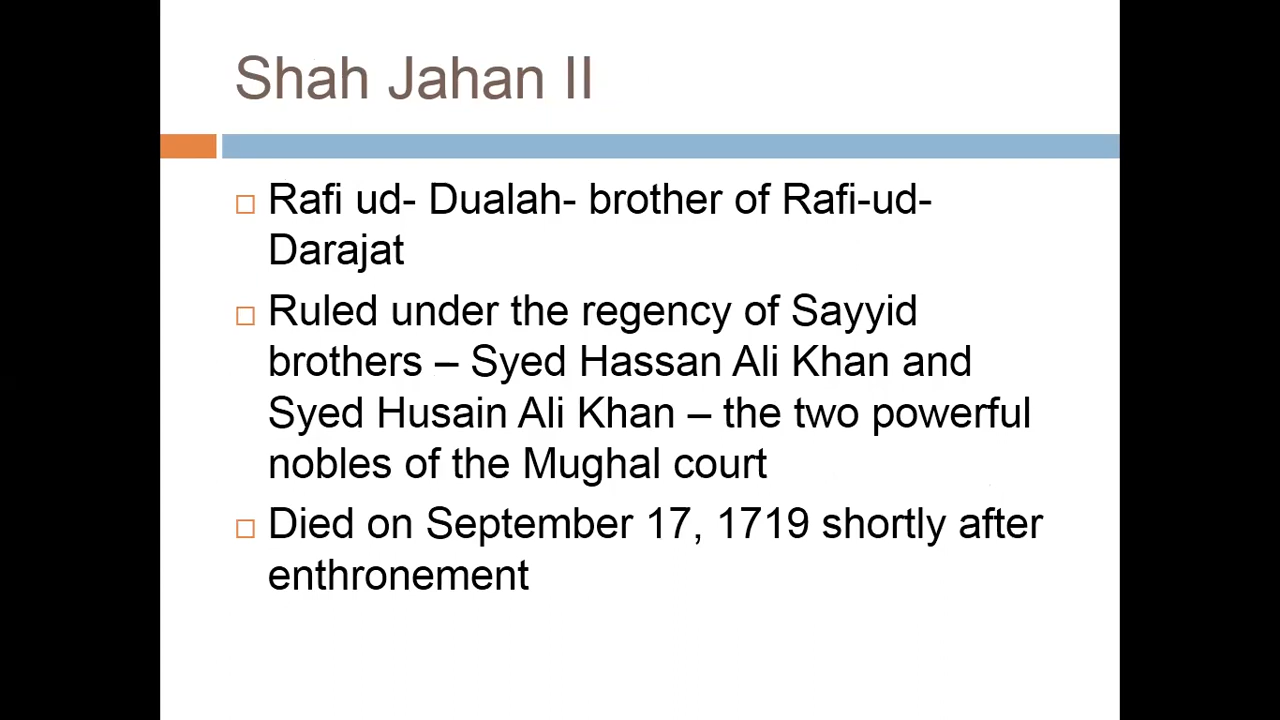 Shah Jahan II
Rafi ud- Dualah- brother of Rafi-ud-
Darajat
Ruled under the regency of Sayyid
brothers – Syed Hassan Ali Khan and
Syed Husain Ali Khan – the two powerful
nobles of the Mughal court
Died on September 17, 1719 shortly after
enthronement